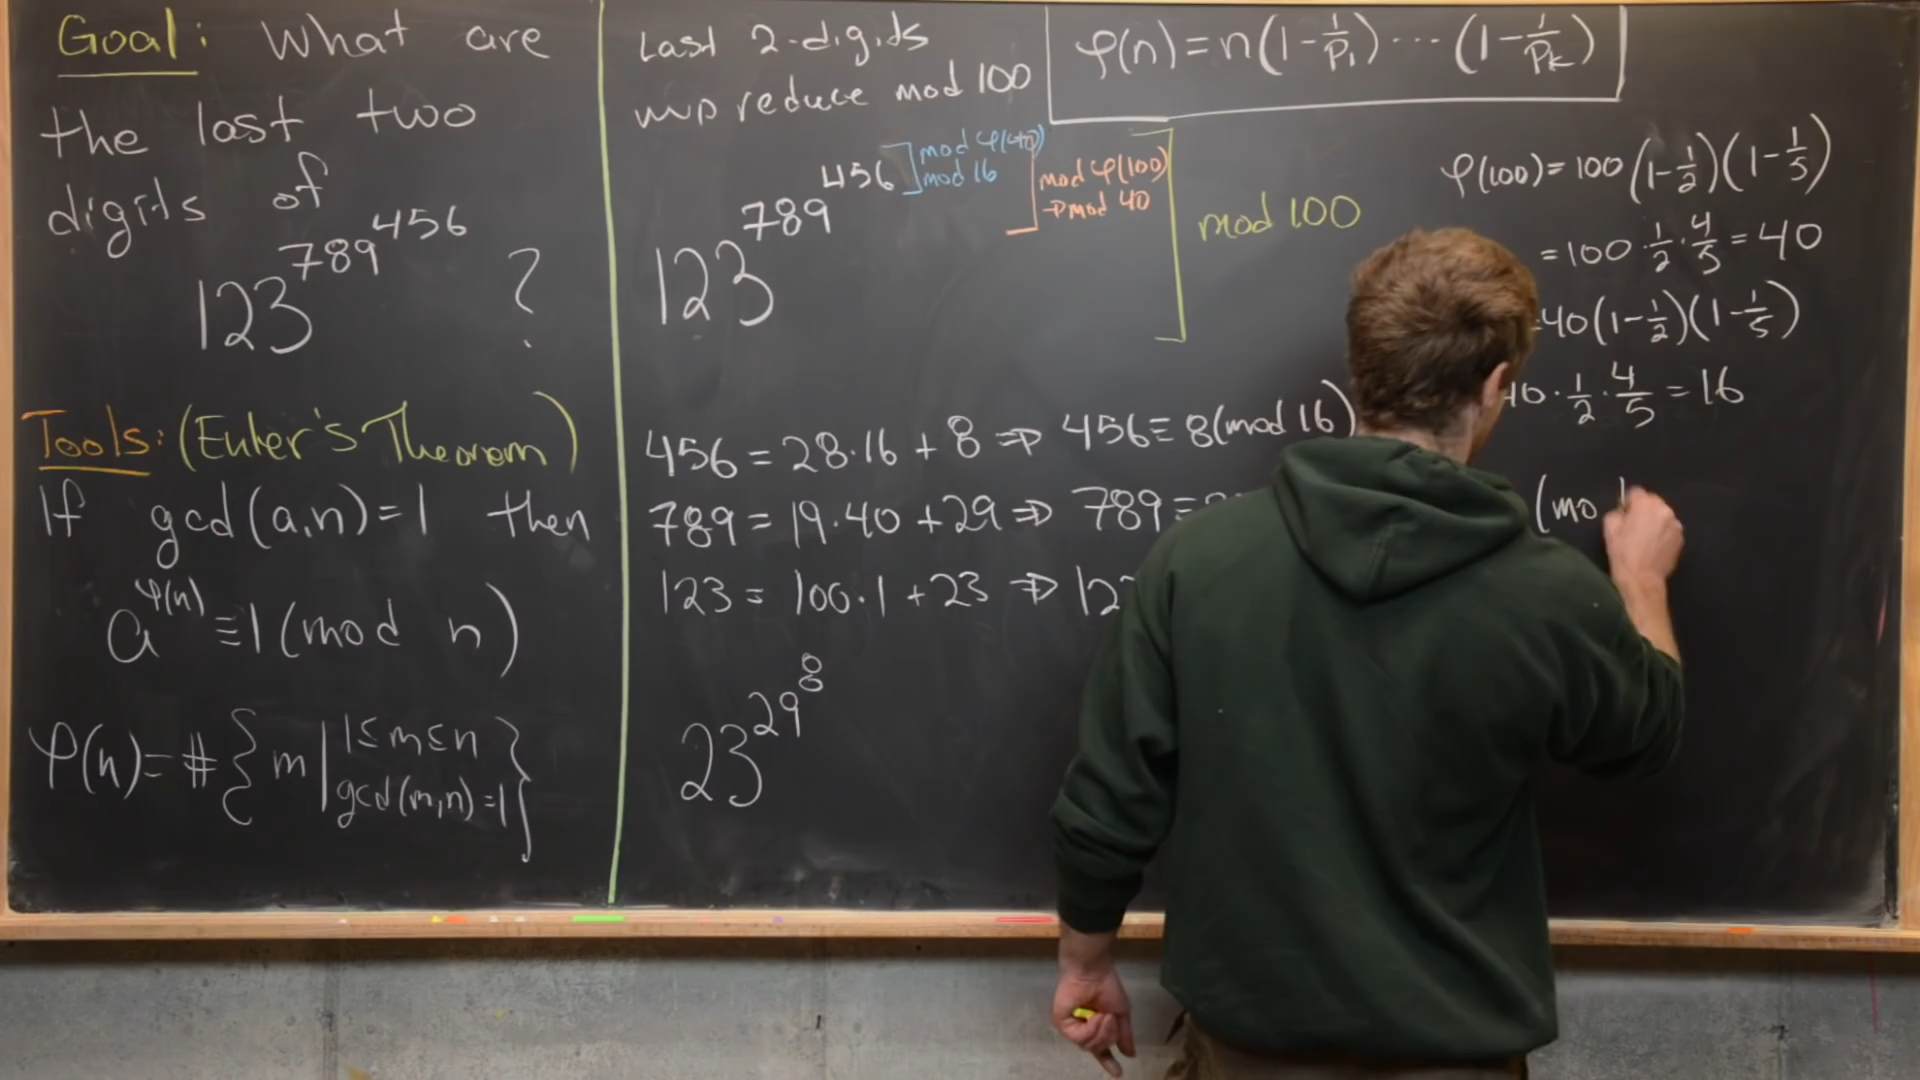 Goal: What are
the last two
digits of
123^789^456 ?
Tools: (Euler's Theorem)
If gcd(a,n)=1 then
a^φ(n) ≡ 1 (mod n)
φ(n)=#{m | 1≤m≤n gcd(m,n)=1}
Last 2-digits
⇝ reduce mod 100
123^789^456
mod φ(40)
mod 16
mod φ(100)
→ mod 40
mod 100
456 = 28·16 + 8 ⇒ 456 ≡ 8 (mod 16)
789 = 19·40 + 29 ⇒ 789 ≡
123 = 100·1 + 23 ⇒ 12
23^29^8
φ(n) = n(1-1/p₁) ⋯ (1-1/pₖ)
φ(100) = 100(1-1/2)(1-1/5)
= 100·1/2·4/5 = 40
40(1-1/2)(1-1/5)
40·1/2·4/5 = 16
(mo